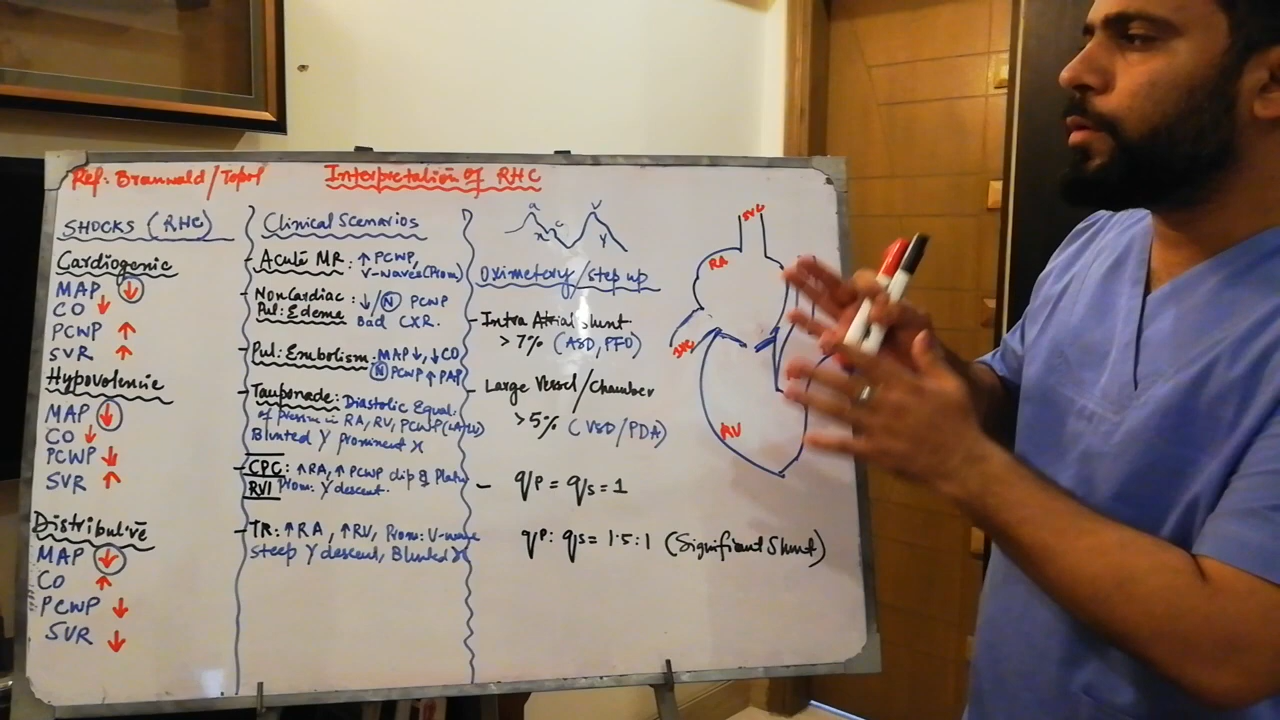 Ref: Braunwald/Topol
Interpretation of RHC
SHOCKS (RHC)
Cardiogenic
MAP ↓
CO ↓
PCWP ↑
SVR ↑
Hypovolemic
MAP ↓
CO ↓
PCWP ↓
SVR ↑
Distributive
MAP ↓
CO ↑
PCWP ↓
SVR ↓
Clinical Scenarios
- Acute MR: ↑ PCWP,
V-waves (Prom)
- Non Cardiac : ↓/Ⓝ PCWP
Pul: Edema Bad CXR.
- Pul: Embolism - MAP↓, ↓CO
Ⓝ PCWP ↑ PAP
- Tamponade: Diastolic Equal.
of pressure in RA, RV, PCWP
Blunted Y prominent X
- CPC: ↑RA, ↑ PCWP dip & Platu
RVI Prom: Y descent.
- TR: ↑RA, ↑RV, Prom: V-wave
steep Y descent, Blunted X
a x c v y
Oximetery/step up
- Intra Atrial Shunt
> 7% (ASD, PFO)
- Large Vessel/Chamber
>5% (VSD/PDA)
- qp = qs = 1
qp: qs = 1.5:1 (Significant Shunt)
SVC
RA
IVC
RV